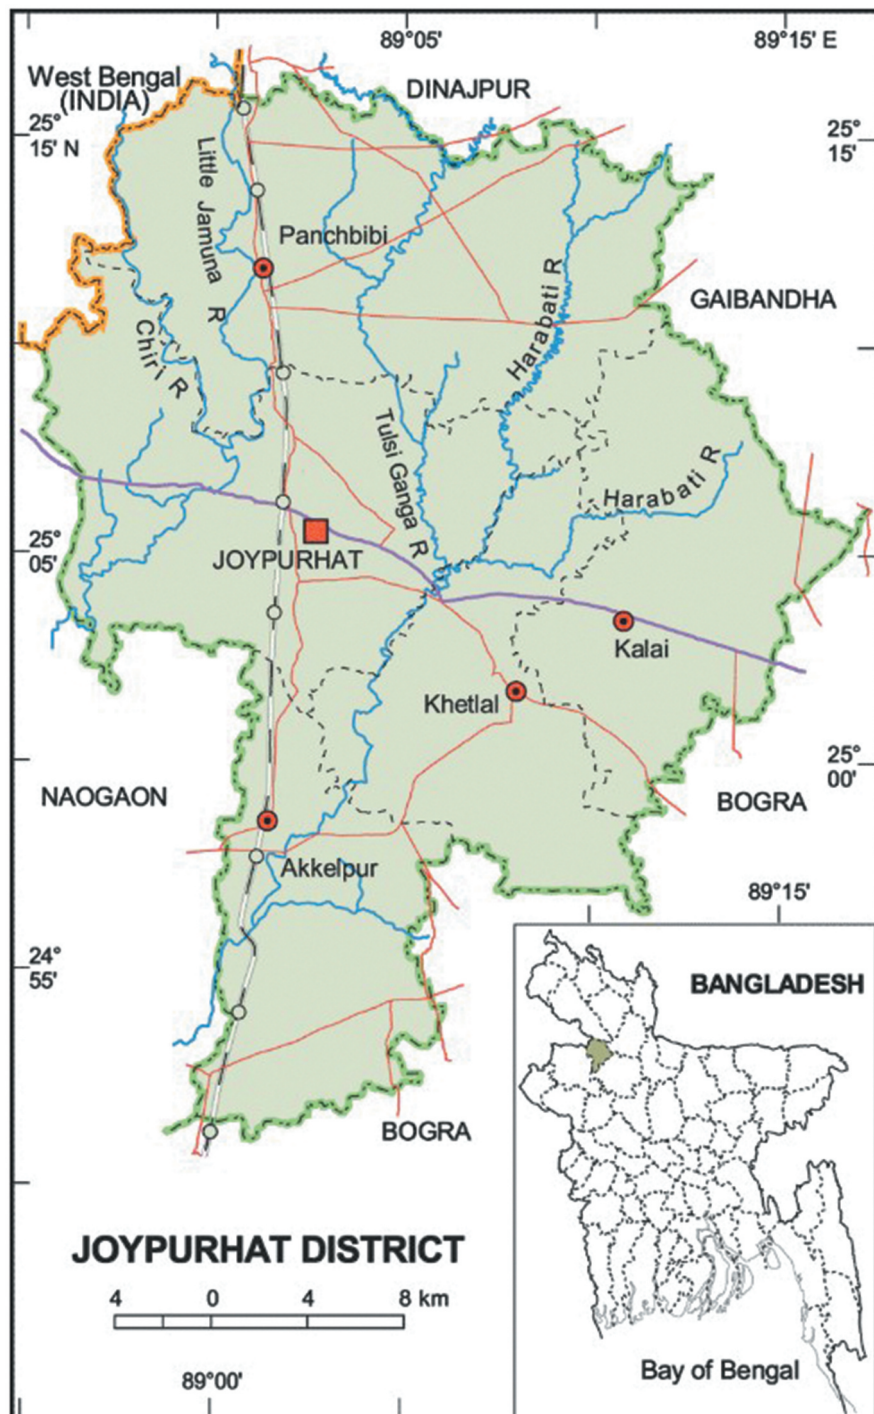 89°05'
89°15' E
West Bengal
(INDIA)
DINAJPUR
25°
15' N
25°
15'
Little Jamuna R
Panchbibi
Harabati R
GAIBANDHA
Chiri R
Tulsi Ganga R
Harabati R
25°
05'
JOYPURHAT
Kalai
Khetlal
25°
00'
NAOGAON
BOGRA
Akkelpur
89°15'
24°
55'
BANGLADESH
BOGRA
JOYPURHAT DISTRICT
4 0 4 8 km
Bay of Bengal
89°00'